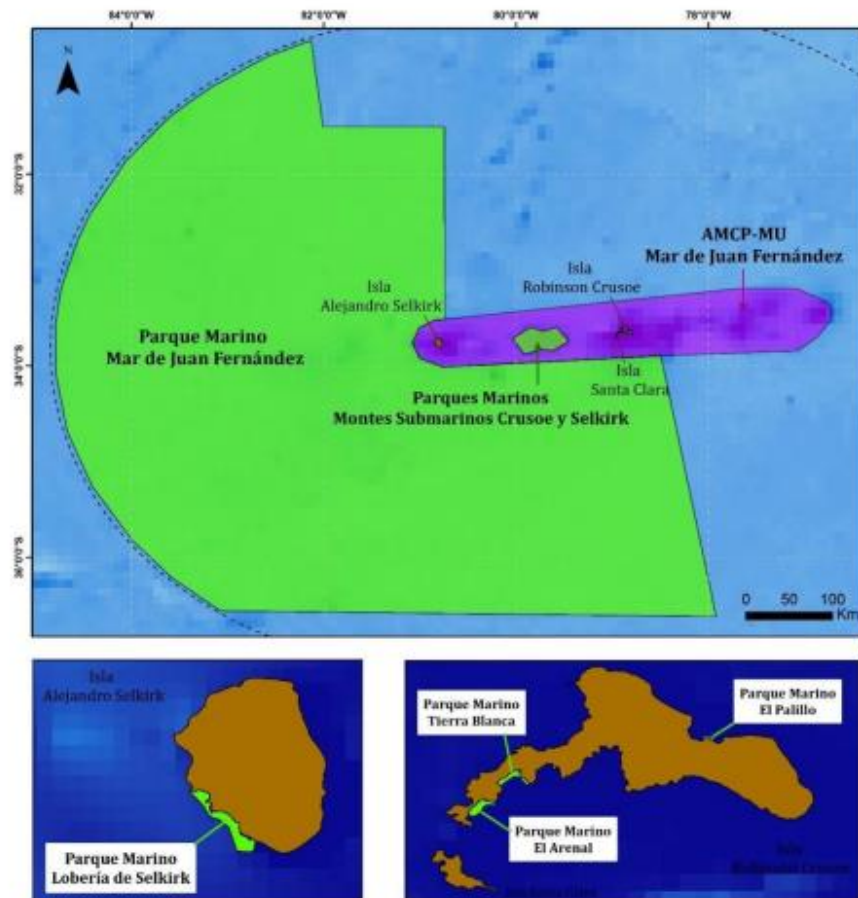 84°0'0"S
82°0'0"S
80°0'0"S
78°0'0"S
N
32°0'0"S
34°0'0"S
36°0'0"S
AMCP-MU
Mar de Juan Fernández
Isla
Robinson Crusoe
Isla
Alejandro Selkirk
Parque Marino
Mar de Juan Fernández
Isla
Santa Clara
Parques Marinos
Montes Submarinos Crusoe y Selkirk
0 50 100
Km
Isla
Alejandro Selkirk
Parque Marino
Lobería de Selkirk
Parque Marino
Tierra Blanca
Parque Marino
El Palillo
Parque Marino
El Arenal
Isla
Robinson Crusoe